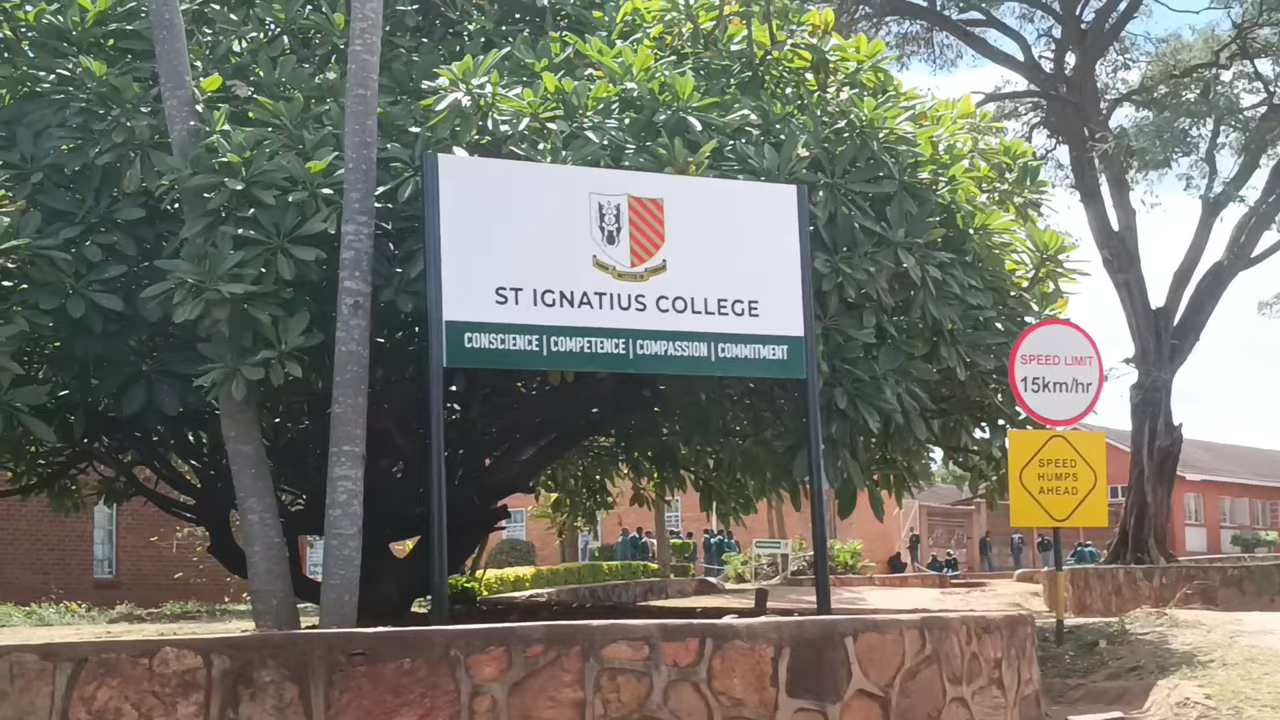 ST IGNATIUS COLLEGE
CONSCIENCE | COMPETENCE | COMPASSION | COMMITMENT
SPEED LIMIT
15km/hr
SPEED
HUMPS
AHEAD